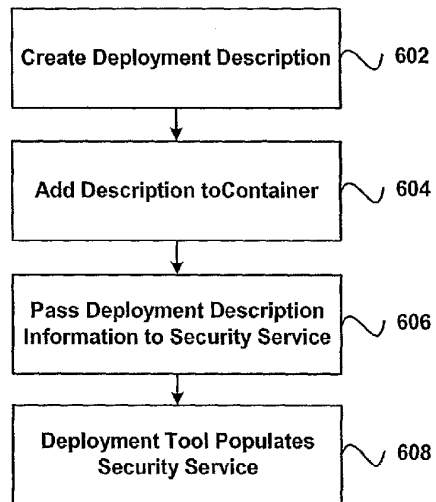 Create Deployment Description
602
Add Description toContainer
604
Pass Deployment Description
Information to Security Service
606
Deployment Tool Populates
Security Service
608